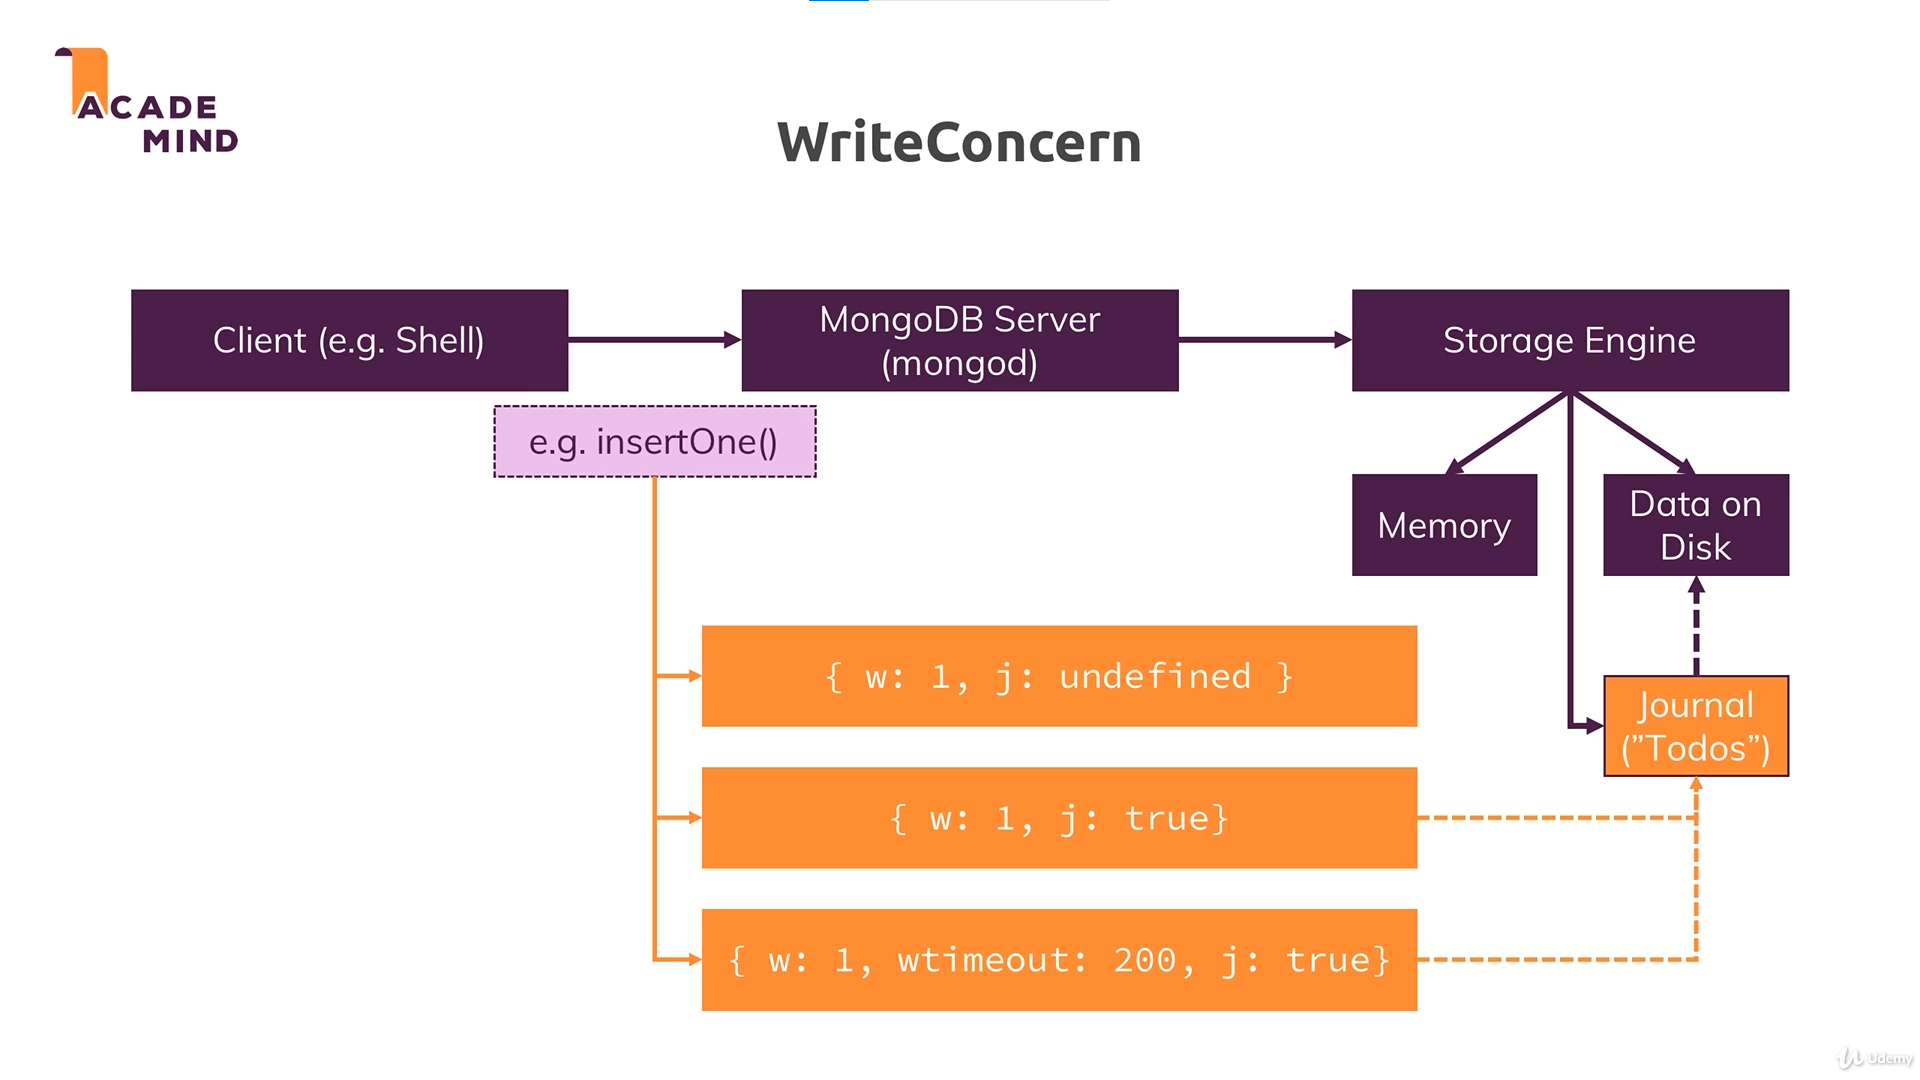 ACADE
MIND
WriteConcern
Client (e.g. Shell)
MongoDB Server
(mongod)
Storage Engine
e.g. insertOne()
Memory
Data on
Disk
{ w: 1, j: undefined }
Journal
(”Todos”)
{ w: 1, j: true}
{ w: 1, wtimeout: 200, j: true}
Udemy